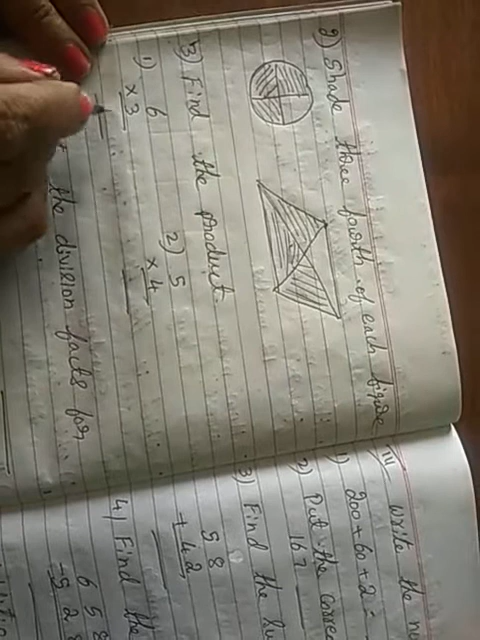 2) Shade three fourth of each figure
3) Find the product.
1) 6
× 3
2) 5
× 4
the division facts for
III write the
1) 200 + 60 + 2 =
2) Put the correct
167
3) Find the
58
+ 42
4) Find the
658